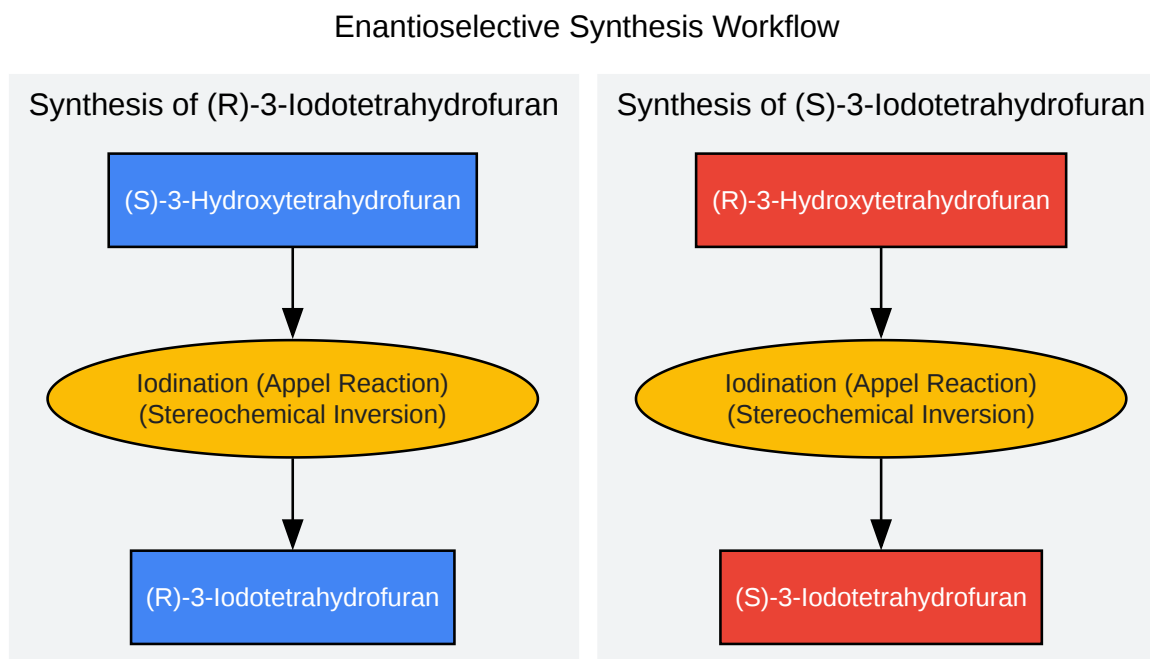 Enantioselective Synthesis Workflow
Synthesis of (R)-3-Iodotetrahydrofuran
(S)-3-Hydroxytetrahydrofuran
Iodination (Appel Reaction)
(Stereochemical Inversion)
(R)-3-Iodotetrahydrofuran
Synthesis of (S)-3-Iodotetrahydrofuran
(R)-3-Hydroxytetrahydrofuran
Iodination (Appel Reaction)
(Stereochemical Inversion)
(S)-3-Iodotetrahydrofuran